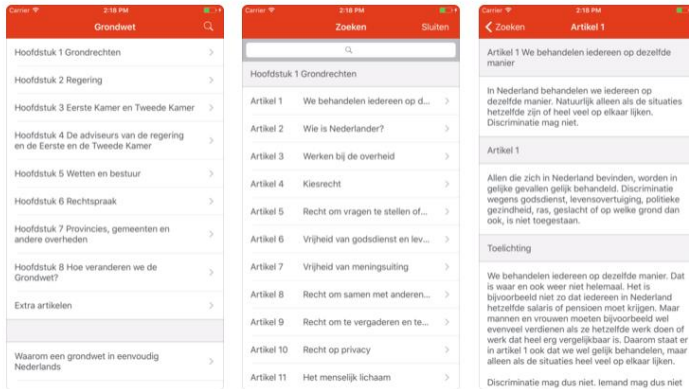 Carrier 2:18 PM
Grondwet
Hoofdstuk 1 Grondrechten
Hoofdstuk 2 Regering
Hoofdstuk 3 Eerste Kamer en Tweede Kamer
Hoofdstuk 4 De adviseurs van de regering
en de Eerste en de Tweede Kamer
Hoofdstuk 5 Wetten en bestuur
Hoofdstuk 6 Rechtspraak
Hoofdstuk 7 Provincies, gemeenten en
andere overheden
Hoofdstuk 8 Hoe veranderen we de
Grondwet?
Extra artikelen
Waarom een grondwet in eenvoudig
Nederlands
Carrier 2:18 PM
Zoeken Sluiten
Hoofdstuk 1 Grondrechten
Artikel 1 We behandelen iedereen op d...
Artikel 2 Wie is Nederlander?
Artikel 3 Werken bij de overheid
Artikel 4 Kiesrecht
Artikel 5 Recht om vragen te stellen of...
Artikel 6 Vrijheid van godsdienst en lev...
Artikel 7 Vrijheid van meningsuiting
Artikel 8 Recht om samen met anderen...
Artikel 9 Recht om te vergaderen en te...
Artikel 10 Recht op privacy
Artikel 11 Het menselijk lichaam
Carrier 2:18 PM
Zoeken Artikel 1
Artikel 1 We behandelen iedereen op dezelfde
manier
In Nederland behandelen we iedereen op
dezelfde manier. Natuurlijk alleen als de situaties
hetzelfde zijn of heel veel op elkaar lijken.
Discriminatie mag niet.
Artikel 1
Allen die zich in Nederland bevinden, worden in
gelijke gevallen gelijk behandeld. Discriminatie
wegens godsdienst, levensovertuiging, politieke
gezindheid, ras, geslacht of op welke grond dan
ook, is niet toegestaan.
Toelichting
We behandelen iedereen op dezelfde manier. Dat
is waar en ook weer niet helemaal. Het is
bijvoorbeeld niet zo dat iedereen in Nederland
hetzelfde salaris of pensioen moet krijgen. Maar
mannen en vrouwen moeten bijvoorbeeld wel
evenveel verdienen als ze hetzelfde werk doen of
werk dat heel erg vergelijkbaar is. Daarom staat er
in artikel 1 ook dat we wel gelijk behandelen, maar
alleen als de situaties heel veel op elkaar lijken.
Discriminatie mag dus niet. Iemand mag dus niet